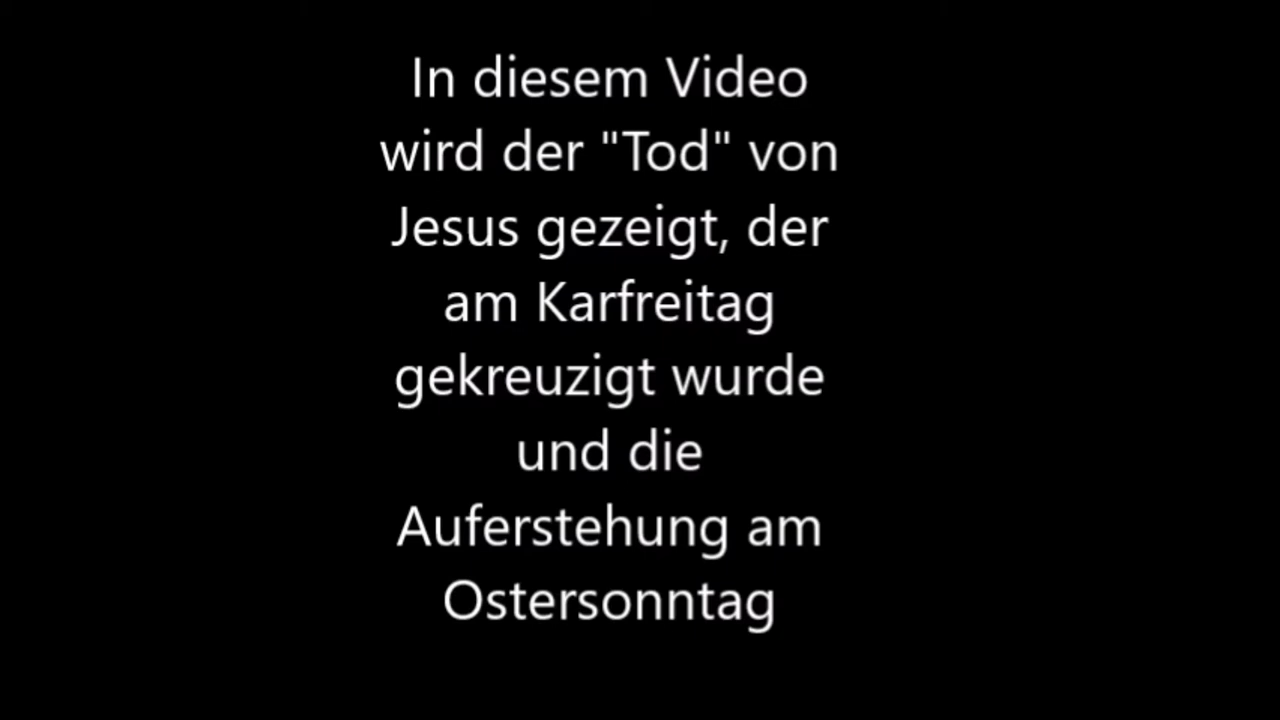 In diesem Video
wird der "Tod" von
Jesus gezeigt, der
am Karfreitag
gekreuzigt wurde
und die
Auferstehung am
Ostersonntag